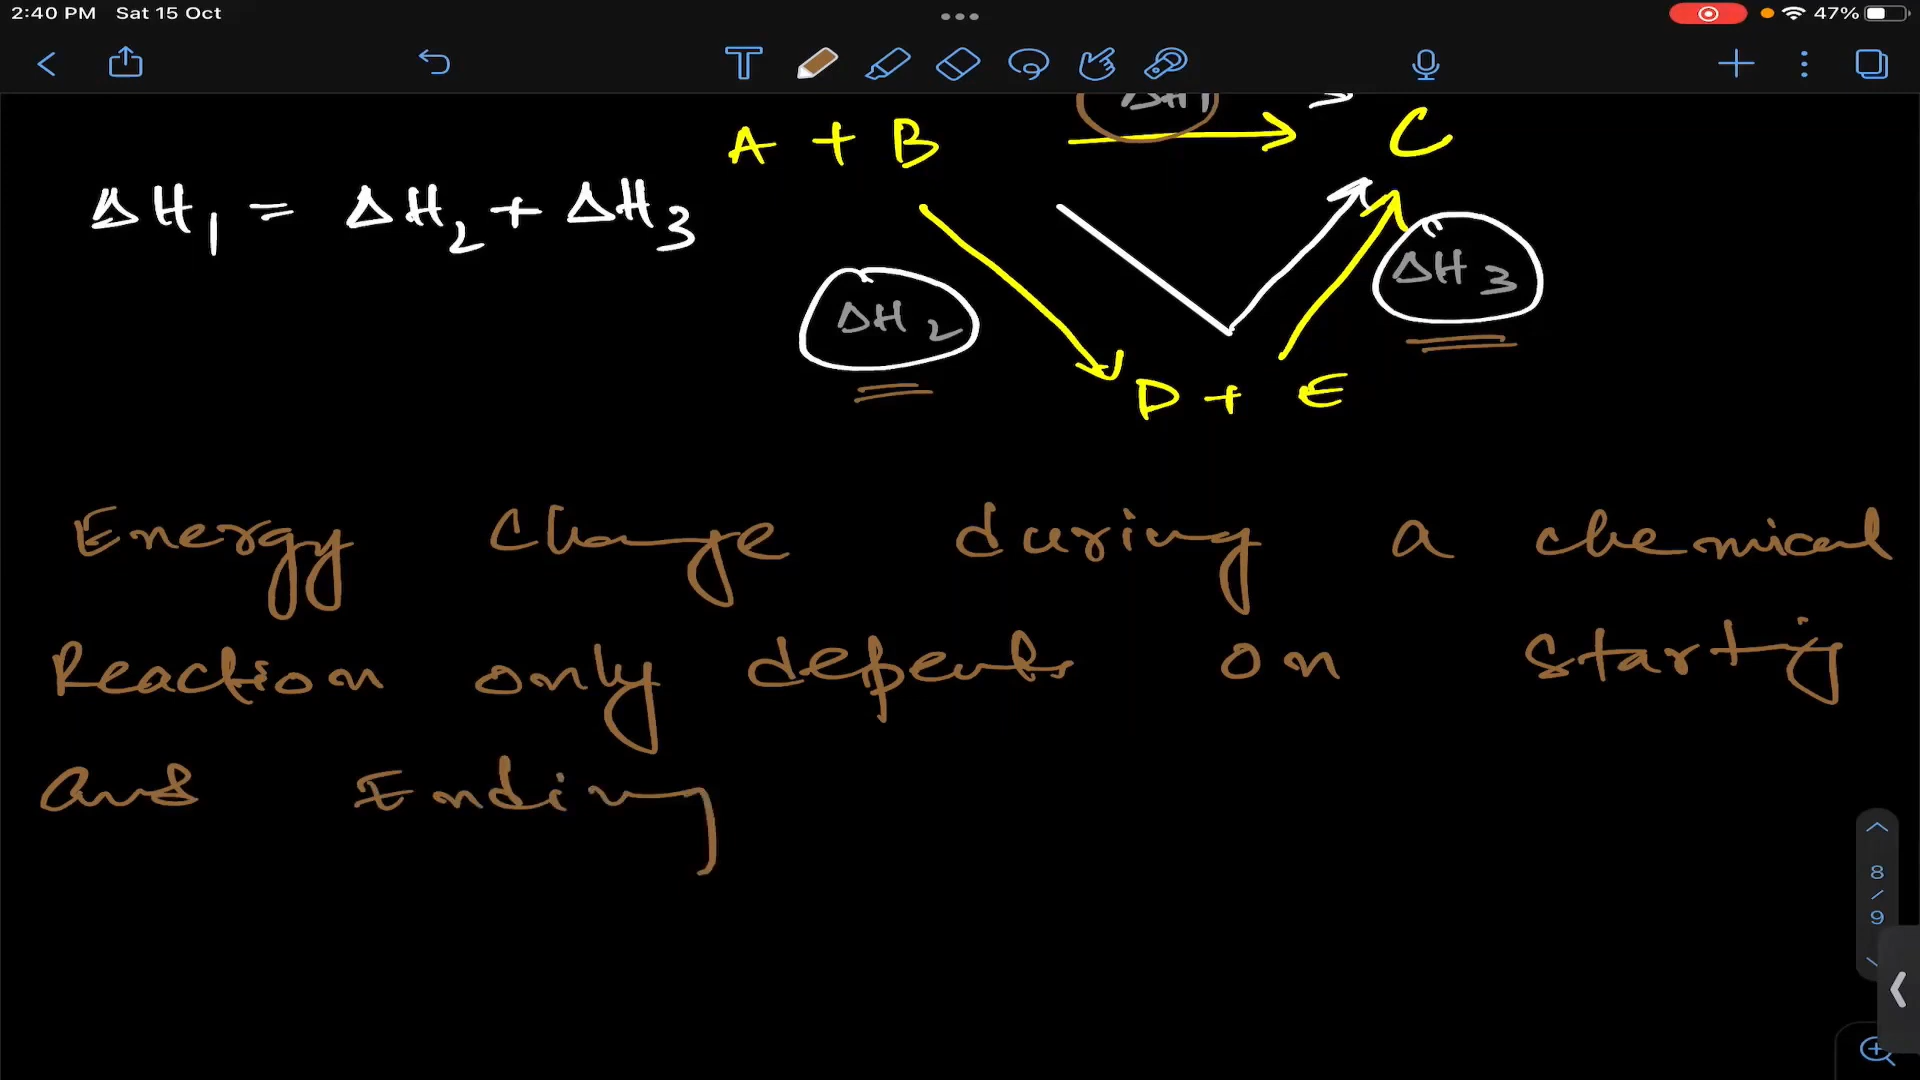 2:40 PM Sat 15 Oct
47%
T
ΔH1
A + B
C
ΔH1 = ΔH2 + ΔH3
ΔH3
ΔH2
D + E
Energy change during a chemical
Reaction only depends on starting
and Ending
8
/
9